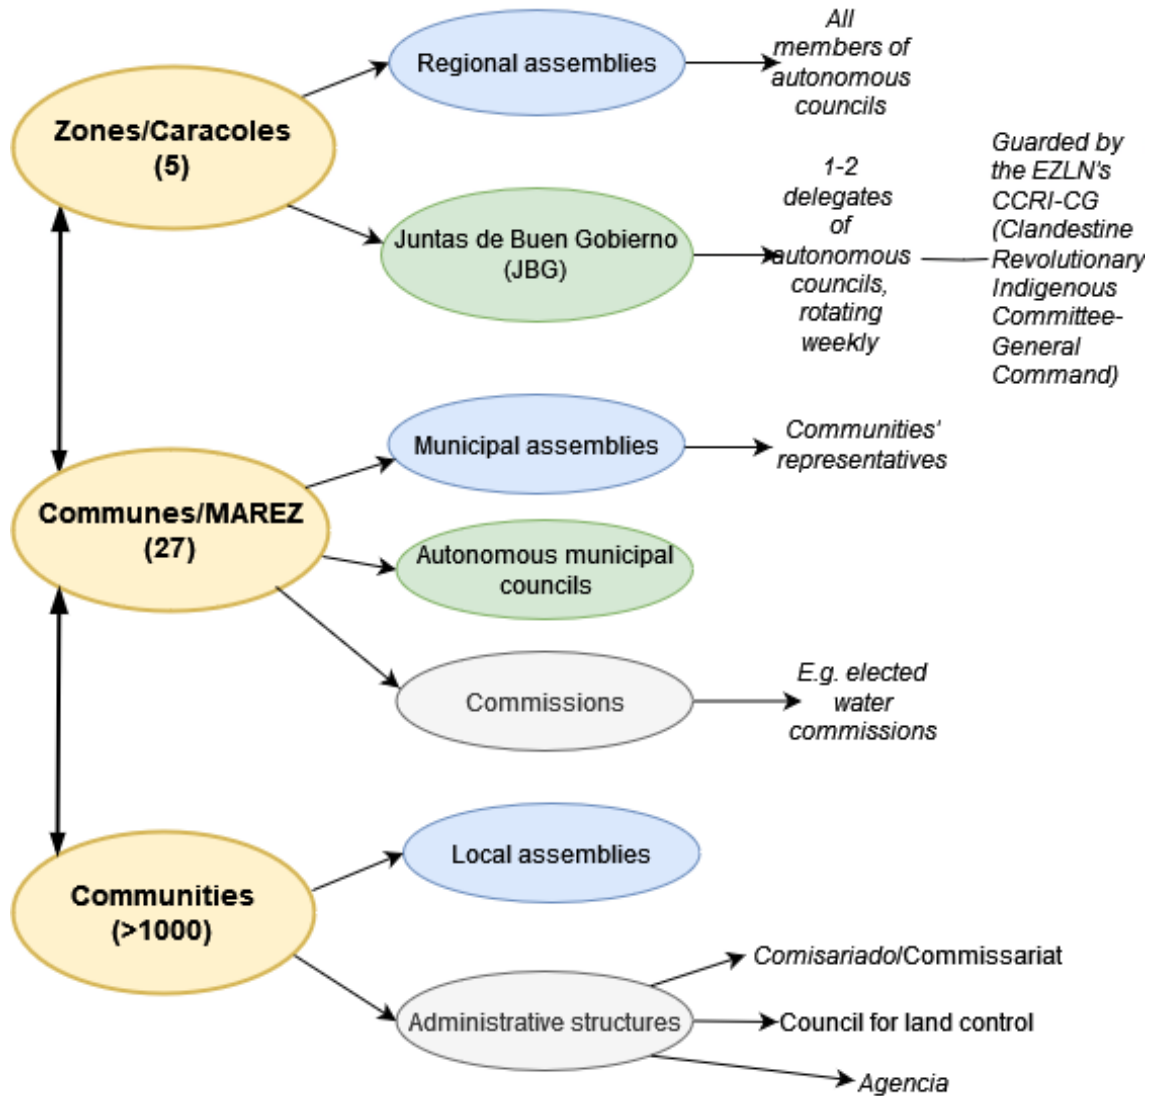 Zones/Caracoles
(5)
Regional assemblies
All
members of
autonomous
councils
Juntas de Buen Gobierno
(JBG)
1-2
delegates
of
autonomous
councils,
rotating
weekly
Guarded by
the EZLN's
CCRI-CG
(Clandestine
Revolutionary
Indigenous
Committee-
General
Command)
Communes/MAREZ
(27)
Municipal assemblies
Communities'
representatives
Autonomous municipal
councils
Commissions
E.g. elected
water
commissions
Communities
(>1000)
Local assemblies
Administrative structures
Comisariado/Commissariat
Council for land control
Agencia